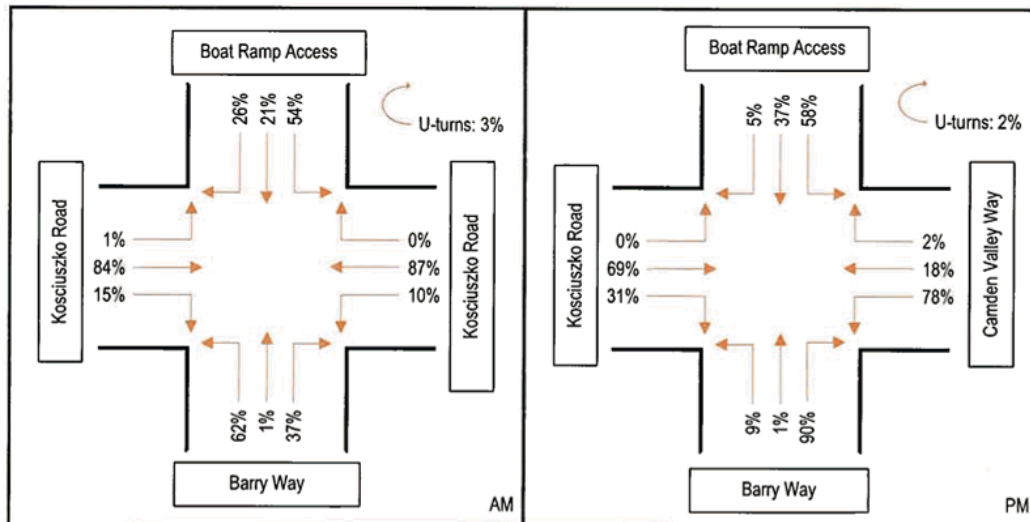 Boat Ramp Access
26%
21%
54%
U-turns: 3%
Kosciuszko Road
1%
84%
15%
0%
87%
10%
Kosciuszko Road
62%
1%
37%
Barry Way
AM
Boat Ramp Access
5%
37%
58%
U-turns: 2%
Kosciuszko Road
0%
69%
31%
2%
18%
78%
Camden Valley Way
9%
1%
90%
Barry Way
PM